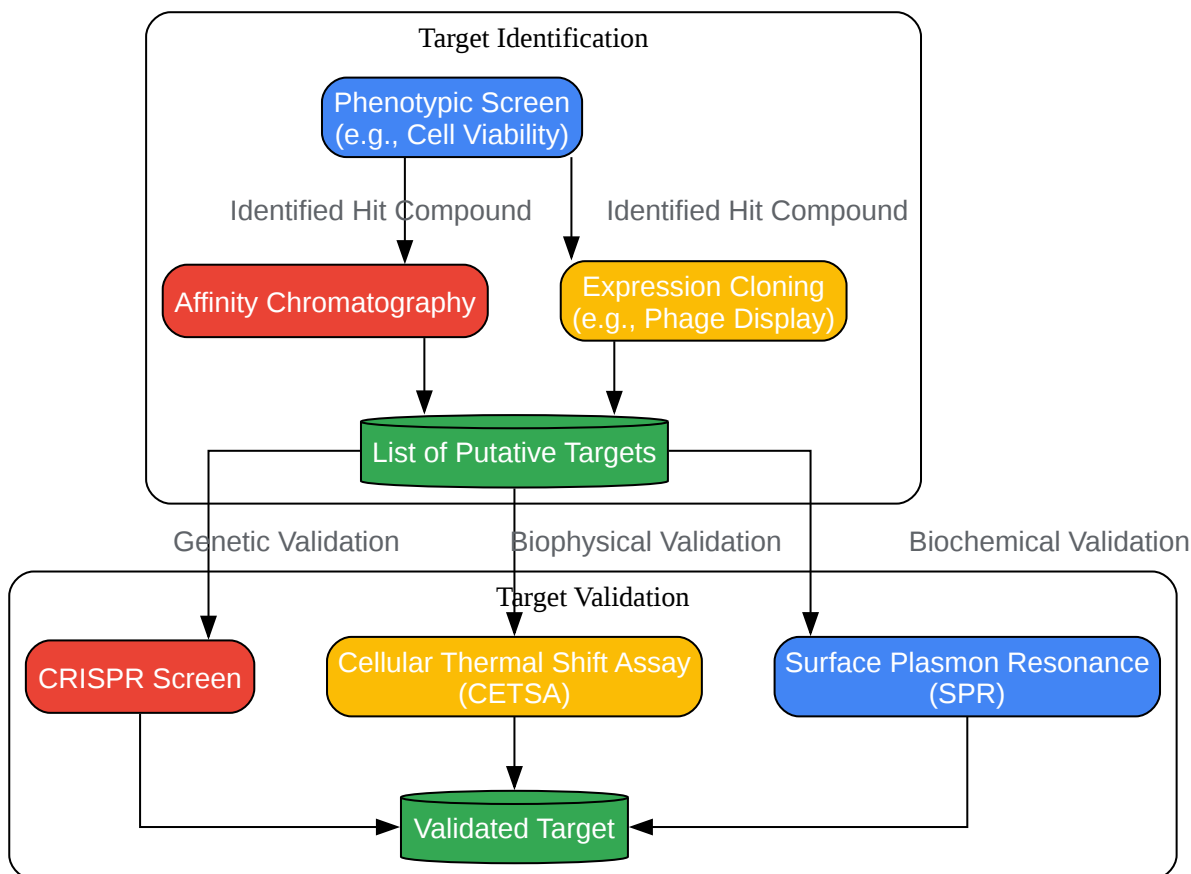 Target Identification
Phenotypic Screen
(e.g., Cell Viability)
Identified Hit Compound
Identified Hit Compound
Affinity Chromatography
Expression Cloning
(e.g., Phage Display)
List of Putative Targets
Genetic Validation
Biophysical Validation
Biochemical Validation
Target Validation
CRISPR Screen
Cellular Thermal Shift Assay
(CETSA)
Surface Plasmon Resonance
(SPR)
Validated Target